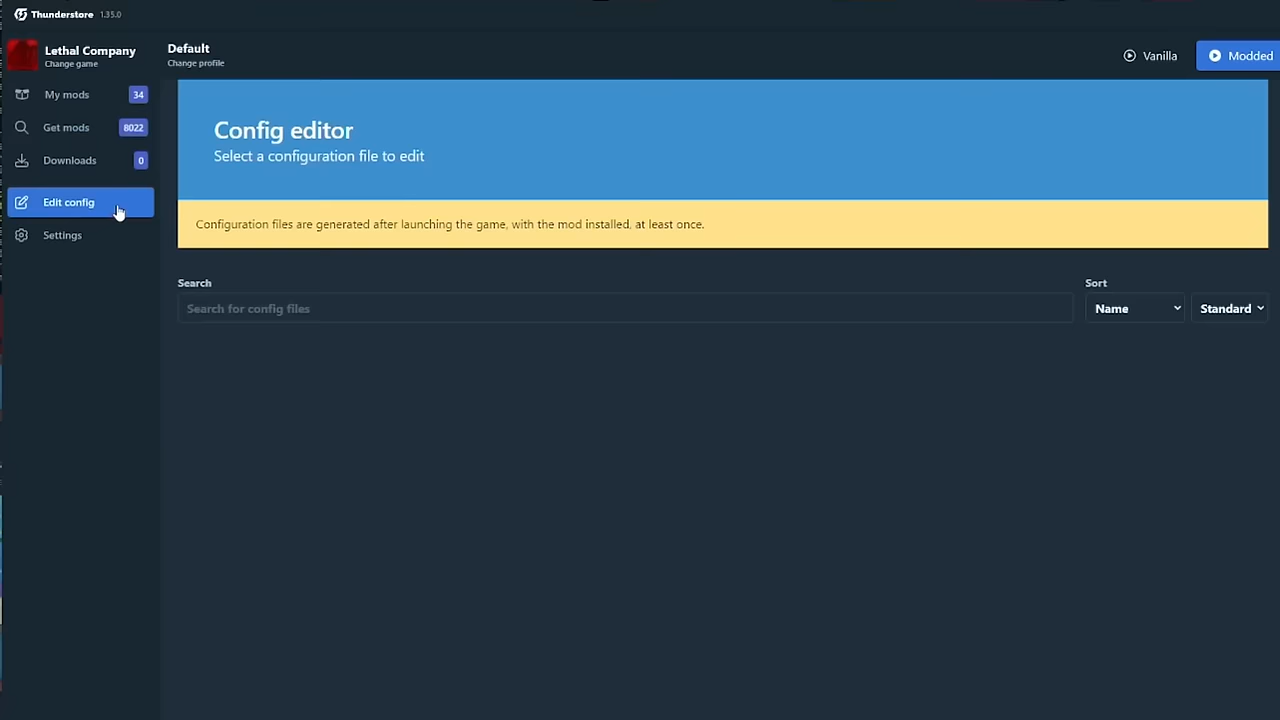 Thunderstore 1.35.0
Lethal Company
Change game
Default
Change profile
Vanilla
Modded
My mods 34
Get mods 8022
Downloads 0
Edit config
Settings
Config editor
Select a configuration file to edit
Configuration files are generated after launching the game, with the mod installed, at least once.
Search
Search for config files
Sort
Name
Standard